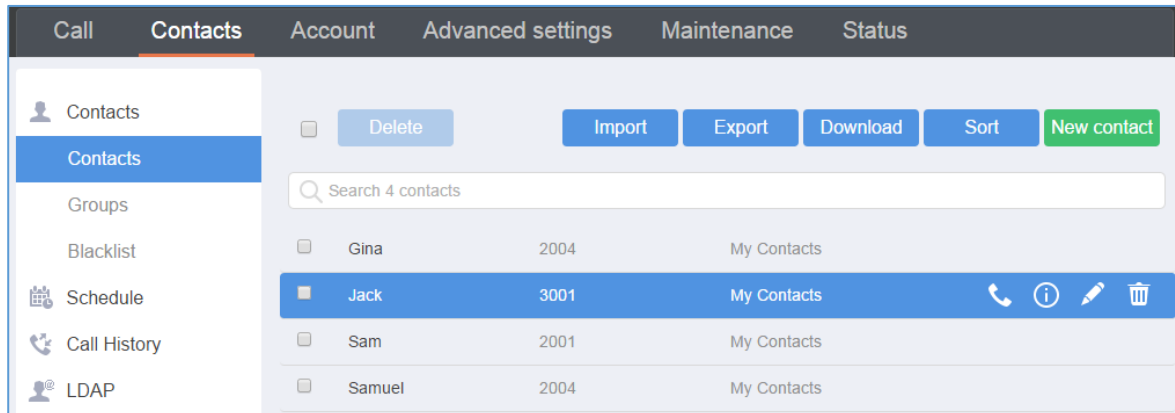 Call Contacts Account Advanced settings Maintenance Status
Contacts
Contacts
Groups
Blacklist
Schedule
Call History
LDAP
Delete Import Export Download Sort New contact
Search 4 contacts
Gina 2004 My Contacts
Jack 3001 My Contacts
Sam 2001 My Contacts
Samuel 2004 My Contacts